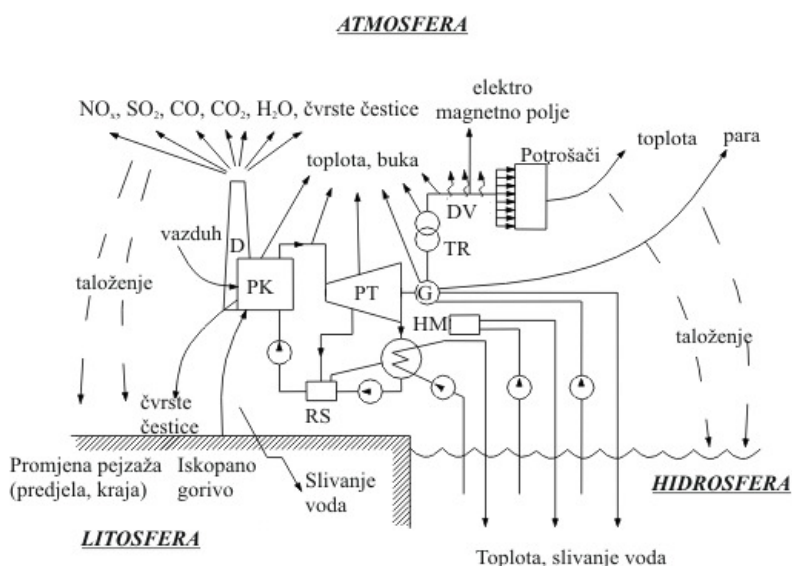 ATMOSFERA
elektro
magnetno polje
NOₓ, SO₂, CO, CO₂, H₂O, čvrste čestice
toplota, buka
Potrošači
toplota
para
DV
D
TR
vazduh
PK
PT
G
taloženje
HM
taloženje
RS
čvrste
čestice
Promjena pejzaža
(predjela, kraja)
Iskopano
gorivo
Slivanje
voda
HIDROSFERA
LITOSFERA
Toplota, slivanje voda